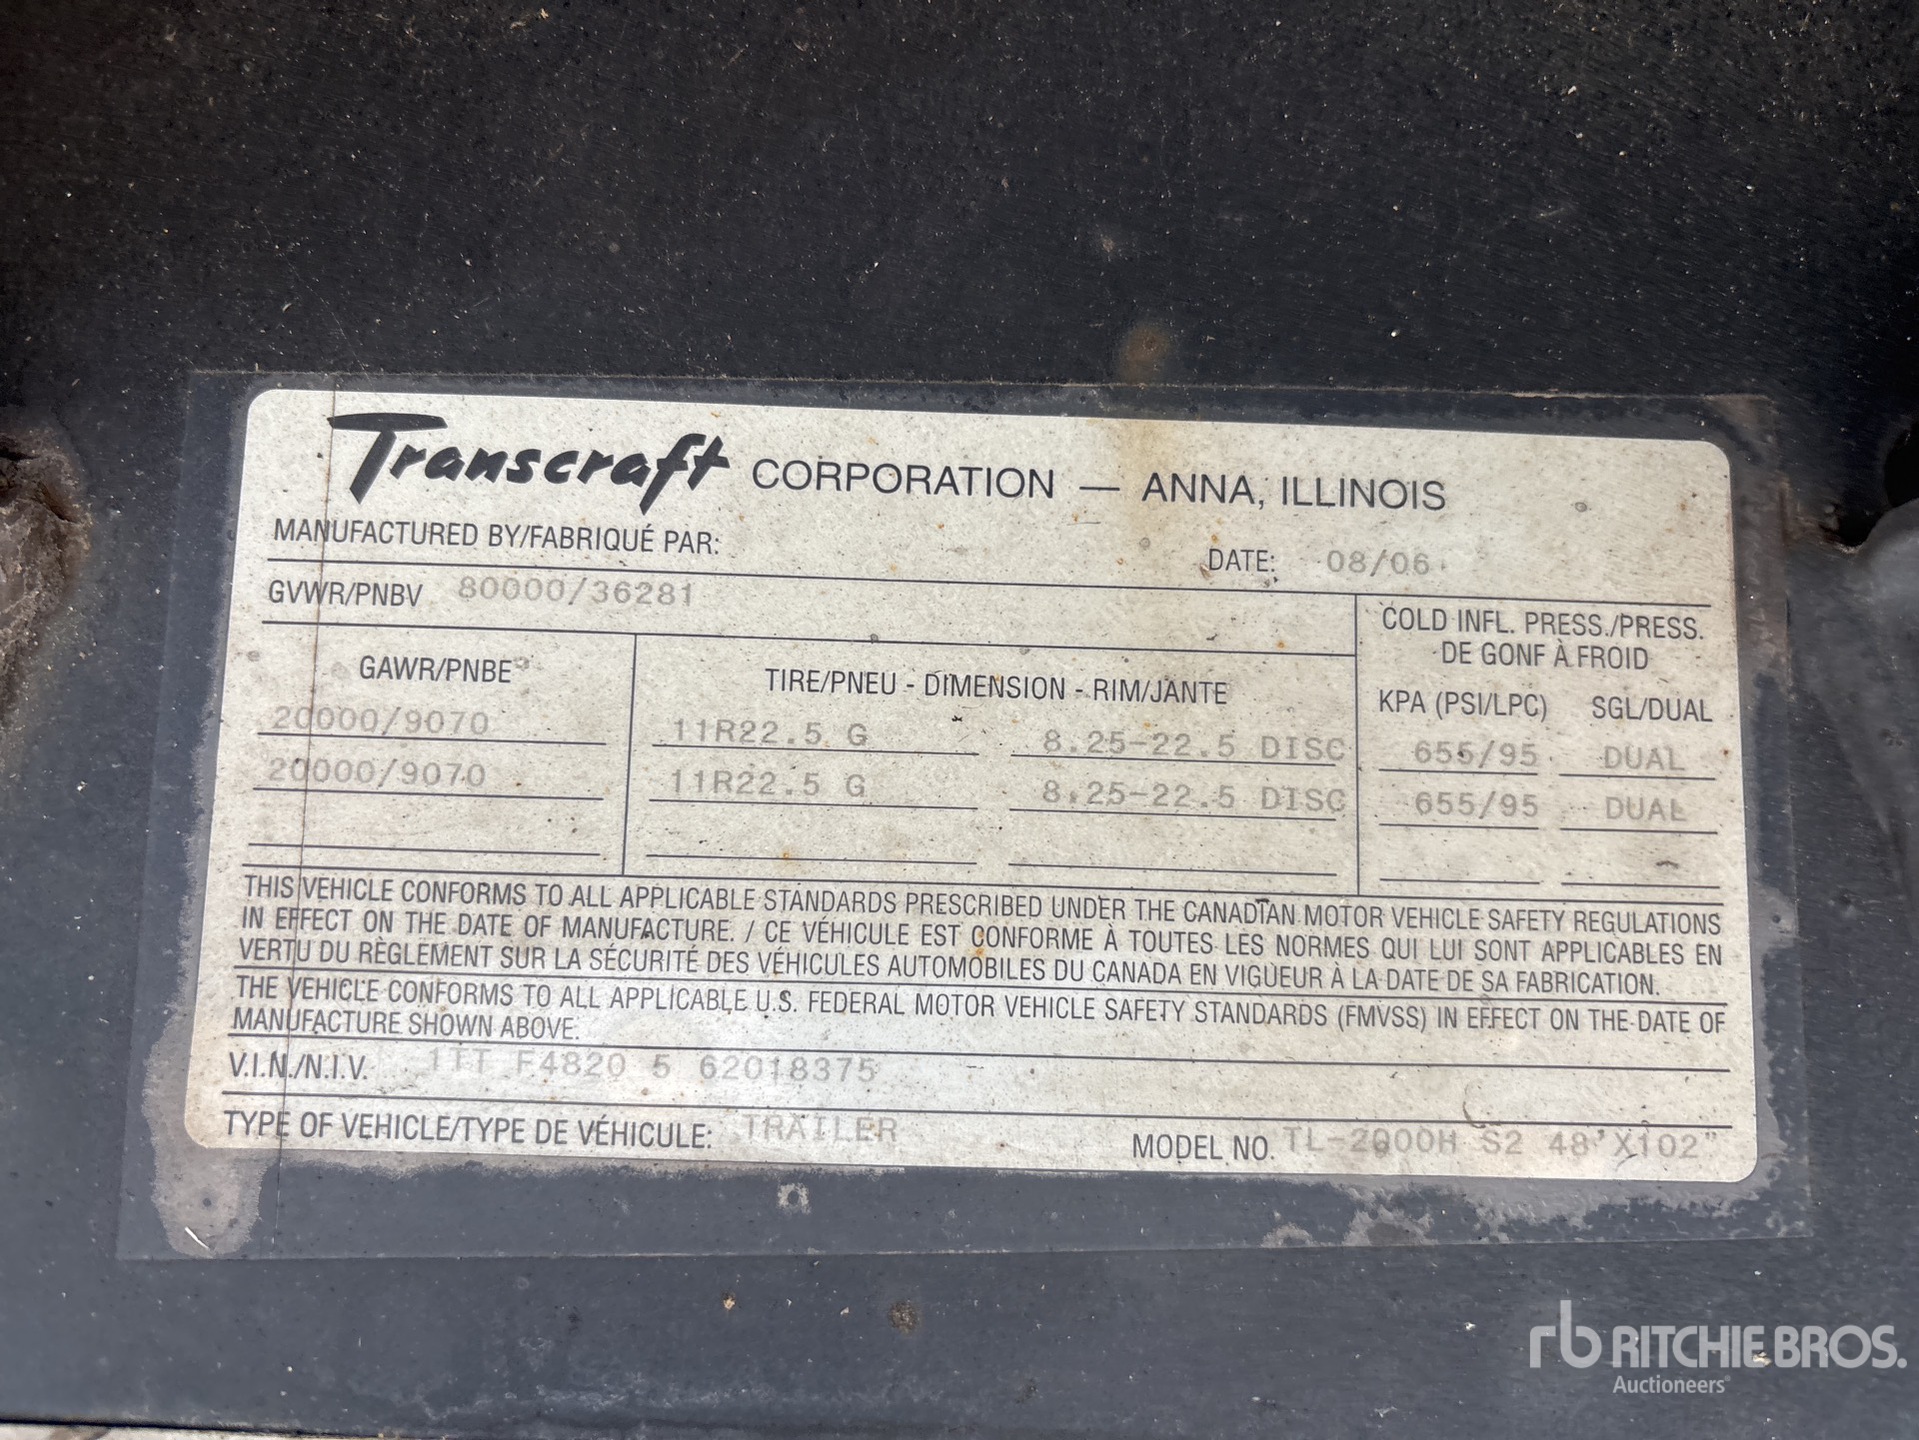 Transcraft CORPORATION — ANNA, ILLINOIS
MANUFACTURED BY/FABRIQUÉ PAR:
DATE: 08/06
GVWR/PNBV 80000/36281
COLD INFL. PRESS./PRESS.
DE GONF À FROID
GAWR/PNBE TIRE/PNEU - DIMENSION - RIM/JANTE KPA (PSI/LPC) SGL/DUAL
20000/9070 11R22.5 G 8.25-22.5 DISC 655/95 DUAL
20000/9070 11R22.5 G 8.25-22.5 DISC 655/95 DUAL
THIS VEHICLE CONFORMS TO ALL APPLICABLE STANDARDS PRESCRIBED UNDER THE CANADIAN MOTOR VEHICLE SAFETY REGULATIONS
IN EFFECT ON THE DATE OF MANUFACTURE. / CE VÉHICULE EST CONFORME À TOUTES LES NORMES QUI LUI SONT APPLICABLES EN
VERTU DU RÈGLEMENT SUR LA SÉCURITÉ DES VÉHICULES AUTOMOBILES DU CANADA EN VIGUEUR À LA DATE DE SA FABRICATION.
THE VEHICLE CONFORMS TO ALL APPLICABLE U.S. FEDERAL MOTOR VEHICLE SAFETY STANDARDS (FMVSS) IN EFFECT ON THE DATE OF
MANUFACTURE SHOWN ABOVE.
V.I.N./N.I.V. 1TT F4820 5 62018375
TYPE OF VEHICLE/TYPE DE VÉHICULE: TRAILER MODEL NO. TL-2000H S2 48'X102"
rb RITCHIE BROS.
Auctioneers